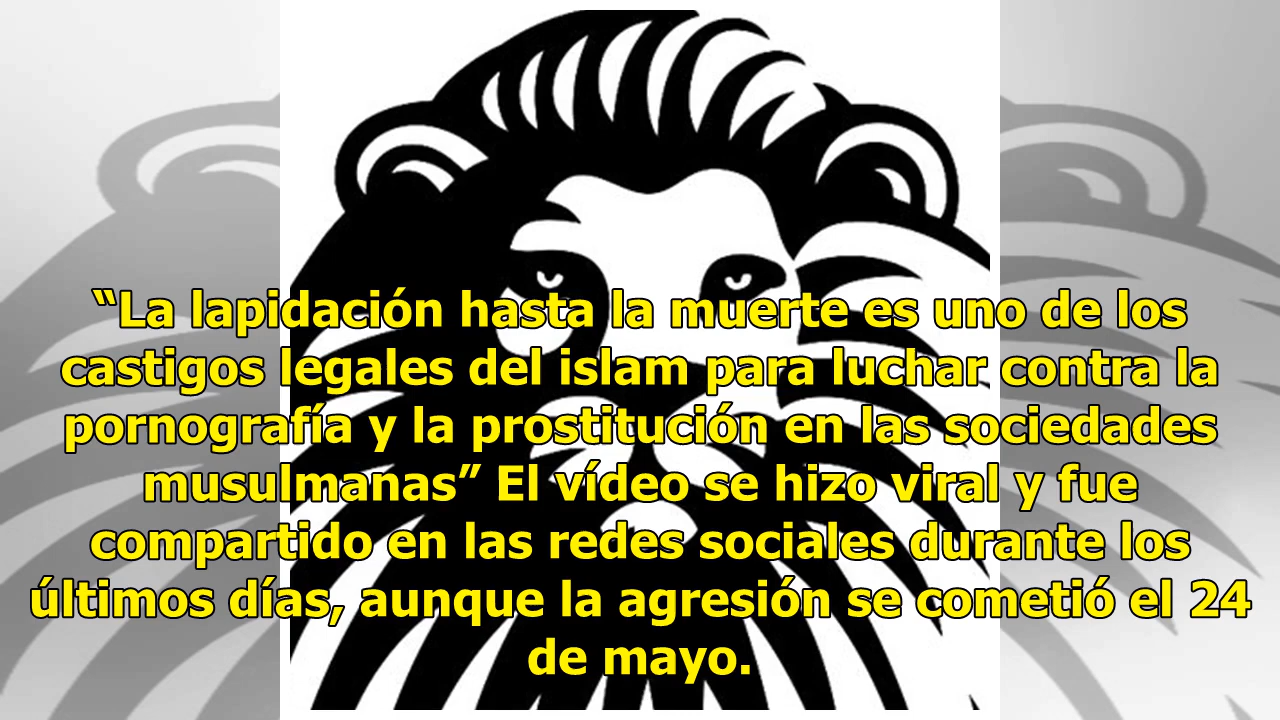 “La lapidación hasta la muerte es uno de los
castigos legales del islam para luchar contra la
pornografía y la prostitución en las sociedades
musulmanas” El vídeo se hizo viral y fue
compartido en las redes sociales durante los
últimos días, aunque la agresión se cometió el 24
de mayo.